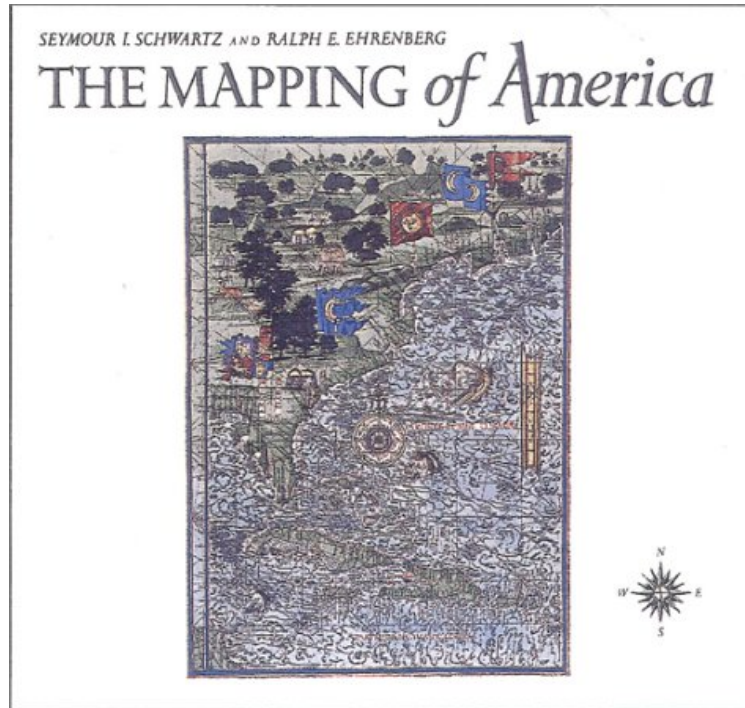 SEYMOUR I. SCHWARTZ AND RALPH E. EHRENBERG
THE MAPPING of America
N
W E
S